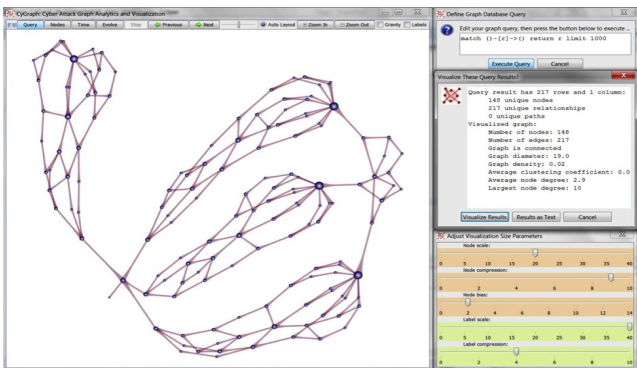 CyGraph: Cyber Attack Graph Analytics and Visualization
Query Nodes Time Evolve Stop Previous Next Auto Layout Zoom In Zoom Out Gravity Labels
Define Graph Database Query
Edit your graph query, then press the button below to execute ...
match ()-[r]->() return r limit 1000
Execute Query Cancel
Visualize These Query Results?
Query result has 217 rows and 1 column:
148 unique nodes
217 unique relationships
0 unique paths
Visualized graph:
Number of nodes: 148
Number of edges: 217
Graph is connected
Graph diameter: 19.0
Graph density: 0.02
Average clustering coefficient: 0.0
Average node degree: 2.9
Largest node degree: 10
Visualize Results Results as Text Cancel
Adjust Visualization Size Parameters
Node scale:
0 5 10 15 20 25 30 35 40
Node compression:
0 2 4 6 8 10
Node bias:
0 2 4 6 8 10 12 14
Label scale:
0 5 10 15 20 25 30 35 40
Label compression:
0 2 4 6 8 10